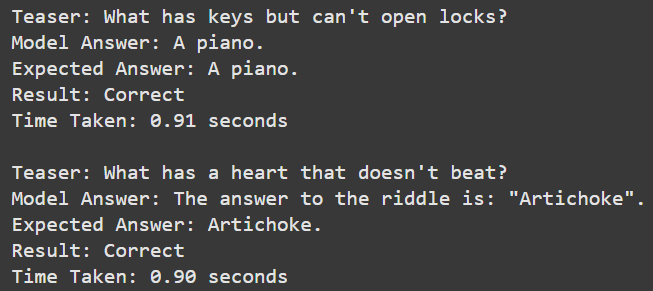 Teaser: What has keys but can't open locks?
Model Answer: A piano.
Expected Answer: A piano.
Result: Correct
Time Taken: 0.91 seconds
Teaser: What has a heart that doesn't beat?
Model Answer: The answer to the riddle is: "Artichoke".
Expected Answer: Artichoke.
Result: Correct
Time Taken: 0.90 seconds